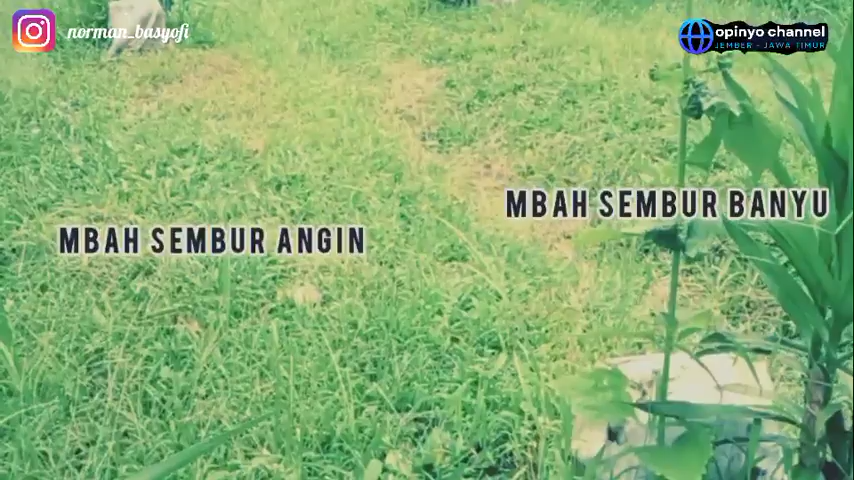 norman_basyofi
opinyo channel
JEMBER - JAWA TIMUR
MBAH SEMBUR BANYU
MBAH SEMBUR ANGIN